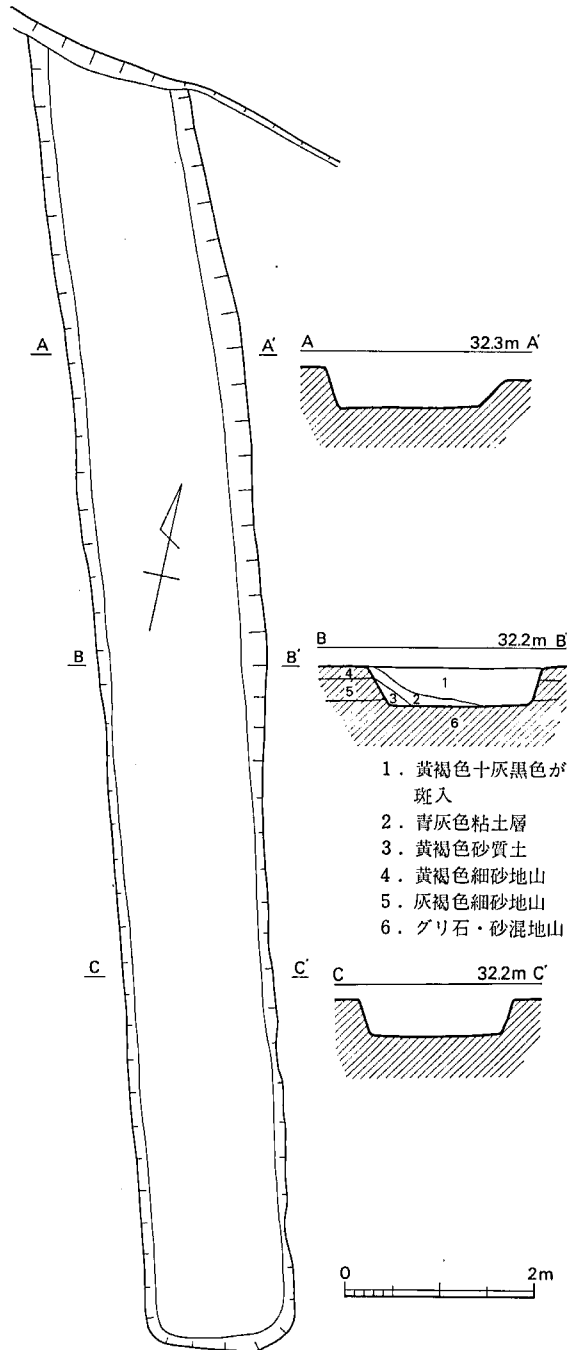 A
A′
A
32.3m A′
B
B′
B
32.2m B′
4
5
3
2
1
6
1．黄褐色十灰黒色が
斑入
2．青灰色粘土層
3．黄褐色砂質土
4．黄褐色細砂地山
5．灰褐色細砂地山
6．グリ石・砂混地山
C
C′
C
32.2m C′
0
2m